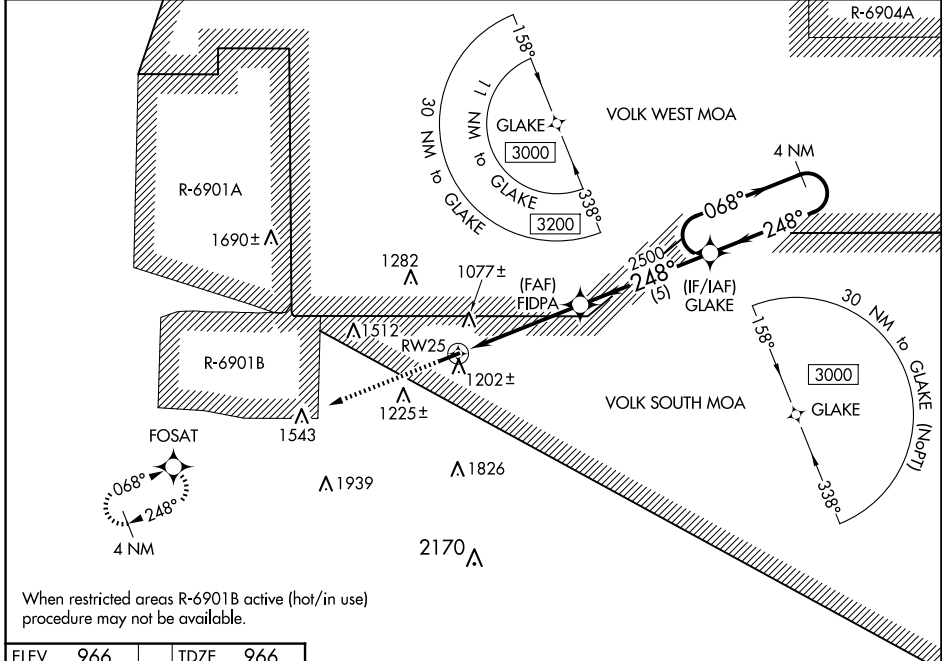 R-6904A
158°
30 NM to GLAKE
11 NM to GLAKE
GLAKE
3000
3200
338°
VOLK WEST MOA
4 NM
068°
248°
R-6901A
1690±
1282
1077±
2500
248°
(5)
(IF/IAF)
GLAKE
(FAF)
FIDPA
1512
RW25
R-6901B
1202±
1225±
1543
VOLK SOUTH MOA
30 NM to GLAKE (NoPT)
158°
3000
GLAKE
338°
FOSAT
068°
248°
4 NM
1939
1826
2170
When restricted areas R-6901B active (hot/in use)
procedure may not be available.
ELEV 966 TDZE 966